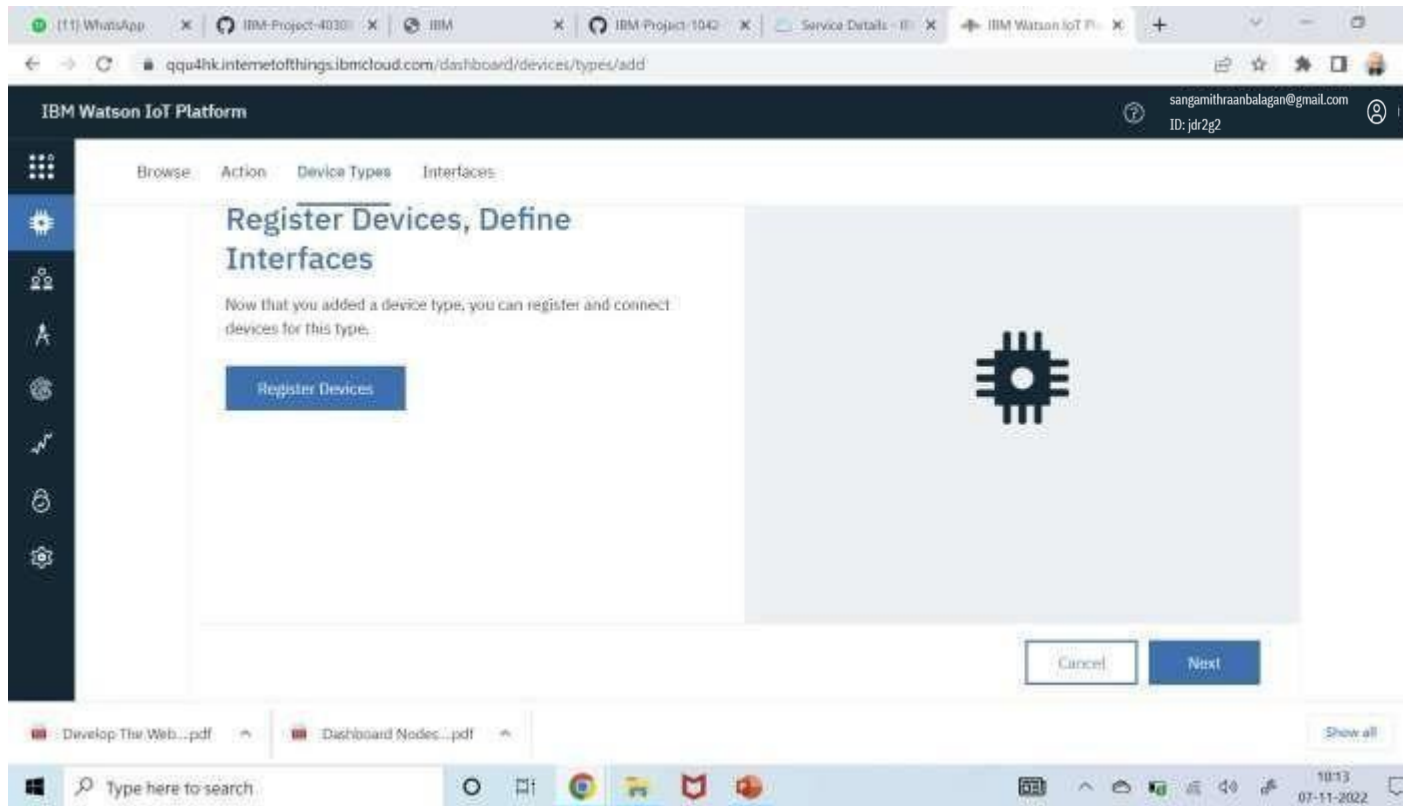 (11) WhatsApp
IBM-Project-4030
IBM
IBM-Project-1042
Service Details - IB
IBM Watson IoT Pl
qqu4hk.internetofthings.ibmcloud.com/dashboard/devices/types/add
IBM Watson IoT Platform
sangamithraanbalagan@gmail.com
ID: jdr2g2
Browse Action Device Types Interfaces
Register Devices, Define
Interfaces
Now that you added a device type, you can register and connect
devices for this type.
Register Devices
Cancel
Next
Develop The Web...pdf
Dashboard Nodes...pdf
Show all
Type here to search
10:13
07-11-2022